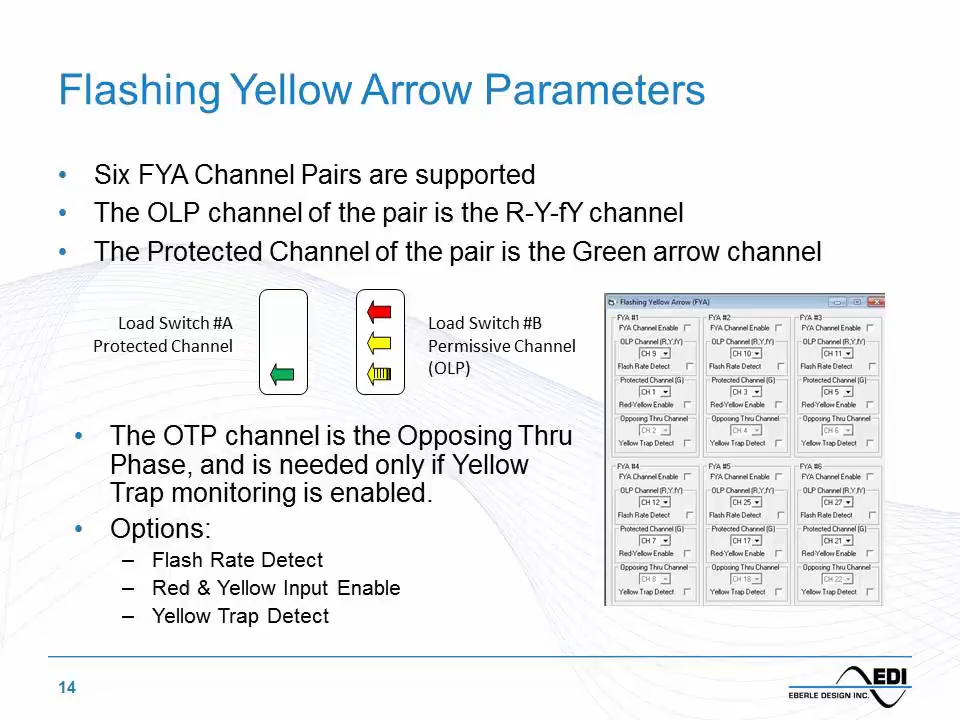 Flashing Yellow Arrow Parameters
• Six FYA Channel Pairs are supported
• The OLP channel of the pair is the R-Y-fY channel
• The Protected Channel of the pair is the Green arrow channel
Load Switch #A
Protected Channel
Load Switch #B
Permissive Channel
(OLP)
• The OTP channel is the Opposing Thru
Phase, and is needed only if Yellow
Trap monitoring is enabled.
• Options:
– Flash Rate Detect
– Red & Yellow Input Enable
– Yellow Trap Detect
Flashing Yellow Arrow (FYA)
FYA #1
FYA Channel Enable
OLP Channel (R,Y,fY)
CH 9
Flash Rate Detect
Protected Channel (G)
CH 1
Red-Yellow Enable
Opposing Thru Channel
CH 2
Yellow Trap Detect
FYA #2
FYA Channel Enable
OLP Channel (R,Y,fY)
CH 10
Flash Rate Detect
Protected Channel (G)
CH 3
Red-Yellow Enable
Opposing Thru Channel
CH 4
Yellow Trap Detect
FYA #3
FYA Channel Enable
OLP Channel (R,Y,fY)
CH 11
Flash Rate Detect
Protected Channel (G)
CH 5
Red-Yellow Enable
Opposing Thru Channel
CH 6
Yellow Trap Detect
FYA #4
FYA Channel Enable
OLP Channel (R,Y,fY)
CH 12
Flash Rate Detect
Protected Channel (G)
CH 7
Red-Yellow Enable
Opposing Thru Channel
CH 8
Yellow Trap Detect
FYA #5
FYA Channel Enable
OLP Channel (R,Y,fY)
CH 25
Flash Rate Detect
Protected Channel (G)
CH 17
Red-Yellow Enable
Opposing Thru Channel
CH 18
Yellow Trap Detect
FYA #6
FYA Channel Enable
OLP Channel (R,Y,fY)
CH 27
Flash Rate Detect
Protected Channel (G)
CH 21
Red-Yellow Enable
Opposing Thru Channel
CH 22
Yellow Trap Detect
14
EDI
EBERLE DESIGN INC.